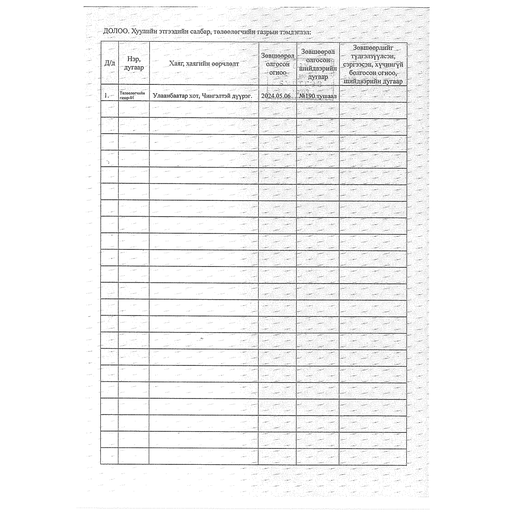 ДОЛОО. Хуулийн этгээдийн салбар, төлөөлөгчийн газрын тэмдэглэл:
Д/д
Нэр,
дугаар
Хаяг, хаягийн өөрчлөлт
Зөвшөөрөл
олгосон
огноо
Зөвшөөрөл
олгосон
шийдвэрийн
дугаар
Зөвшөөрлийг
түдгэлзүүлсэн,
сэргээсэн, хүчингүй
болгосон огноо,
шийдвэрийн дугаар
1.
Төлөөлөгчийн
газар-01
Улаанбаатар хот, Чингэлтэй дүүрэг.
2024.05.06
№190 тушаал